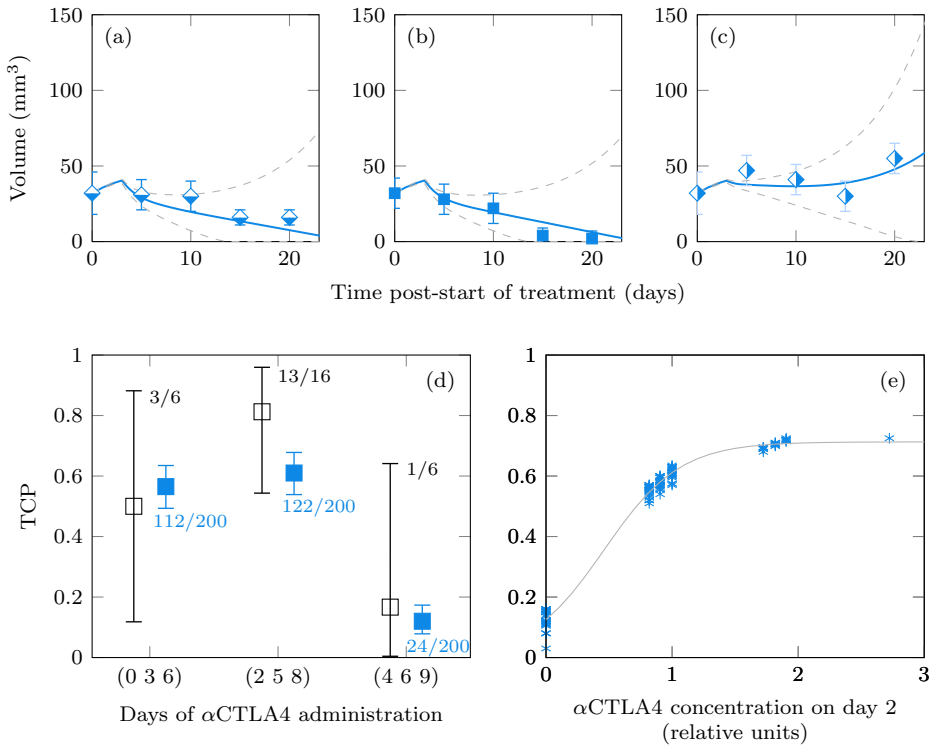 150 150 150
(a) (b) (c)
100 100 100
50 50 50
0 0 0
0 10 20 0 10 20 0 10 20
Volume (mm³)
Time post-start of treatment (days)
1 1
(d) (e)
13/16
3/6
0.8 0.8
1/6
0.6 0.6
122/200
112/200
0.4 0.4
0.2 0.2
24/200
0 0
TCP
(0 3 6) (2 5 8) (4 6 9) 0 1 2 3
Days of αCTLA4 administration
αCTLA4 concentration on day 2
(relative units)